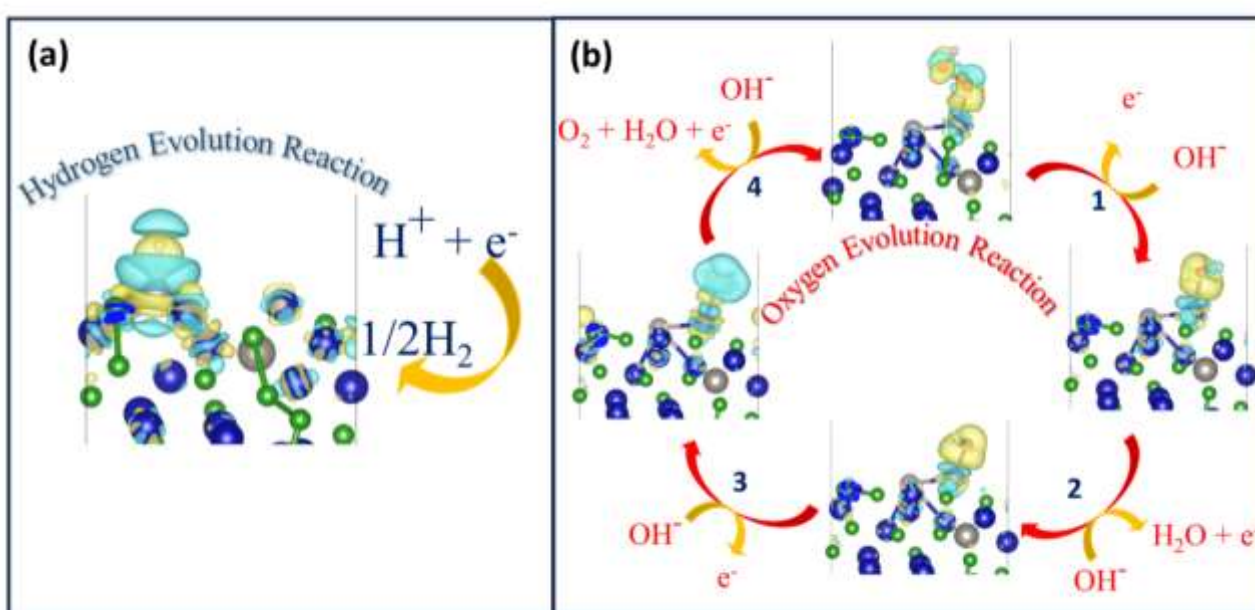 (a)
Hydrogen Evolution Reaction
H⁺ + e⁻
1/2H₂
(b)
OH⁻
O₂ + H₂O + e⁻
4
e⁻
OH⁻
1
Oxygen Evolution Reaction
3
OH⁻
e⁻
2
H₂O + e
OH⁻